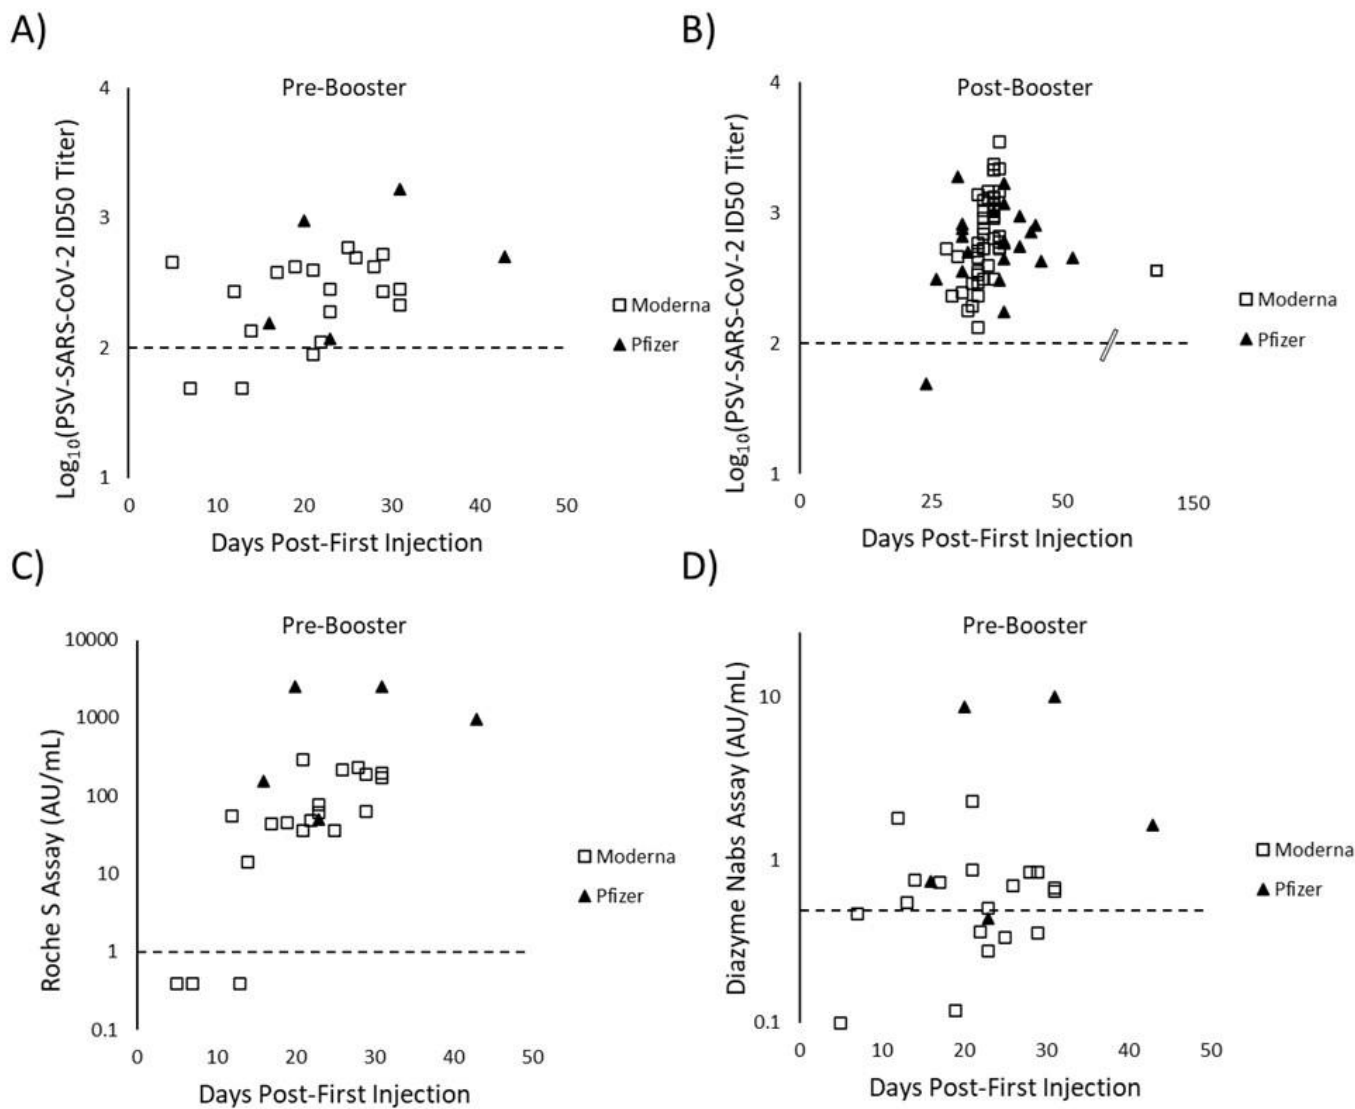 A)
Pre-Booster
Log10(PSV-SARS-CoV-2 ID50 Titer)
4
3
2
1
0 10 20 30 40 50
Days Post-First Injection
Moderna
Pfizer
B)
Post-Booster
Log10(PSV-SARS-CoV-2 ID50 Titer)
4
3
2
1
0 25 50 150
Days Post-First Injection
Moderna
Pfizer
C)
Pre-Booster
Roche S Assay (AU/mL)
10000
1000
100
10
1
0.1
0 10 20 30 40 50
Days Post-First Injection
Moderna
Pfizer
D)
Pre-Booster
Diazyme Nabs Assay (AU/mL)
10
1
0.1
0 10 20 30 40 50
Days Post-First Injection
Moderna
Pfizer